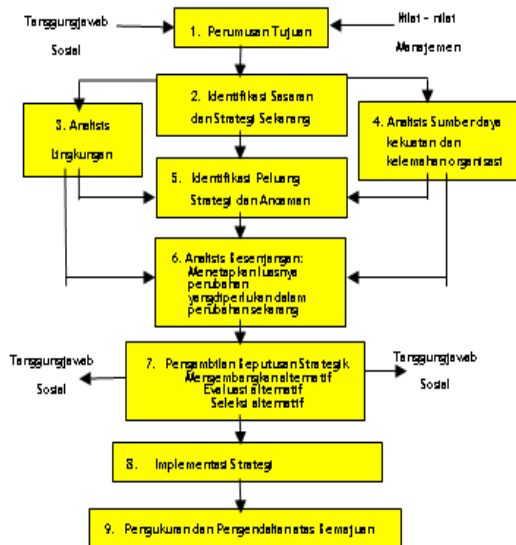 Tanggungjawab
Sosial
1. Perumusan Tujuan
Nilai - nilai
Manajemen
2. Identifikasi Sasaran
dan Strategi Sekarang
3. Analisis
Lingkungan
4. Analisis Sumber daya
kekuatan dan
kelemahan organisasi
5. Identifikasi Peluang
Strategi dan Ancaman
6. Analisis Kesenjangan:
Menetapkan luasnya
perubahan
yangdiperlukan dalam
perubahan sekarang
Tanggungjawab
Sosial
7. Pengambilan Keputusan Strategik
Mengembangkan alternatif
Evaluasi alternatif
Seleksi alternatif
Tanggungjawab
Sosial
8. Implementasi Strategi
9. Pengukuran dan Pengendalian atas Kemajuan